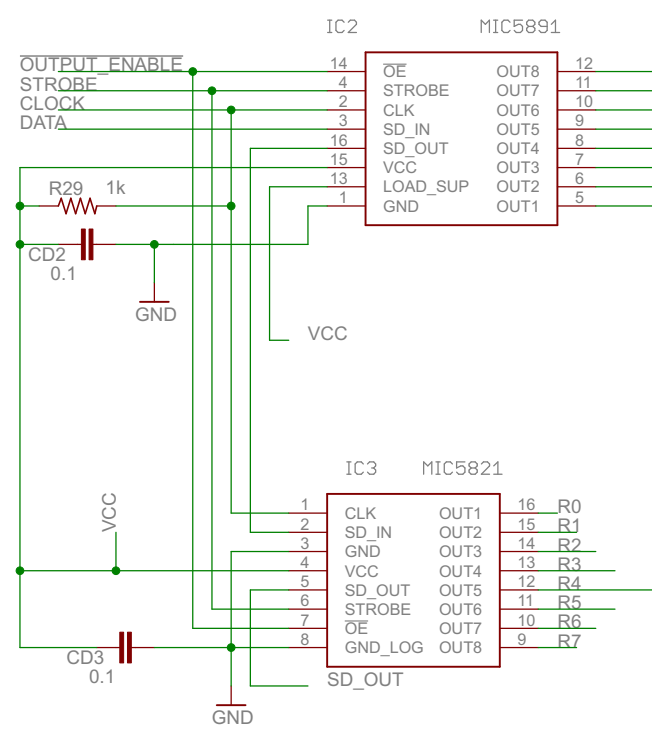 IC2 MIC5891
OUTPUT_ENABLE 14 OE OUT8 12
STROBE 4 STROBE OUT7 11
CLOCK 2 CLK OUT6 10
DATA 3 SD_IN OUT5 9
16 SD_OUT OUT4 8
15 VCC OUT3 7
R29 1k 13 LOAD_SUP OUT2 6
1 GND OUT1 5
CD2
0.1
GND
VCC
IC3 MIC5821
VCC
1 CLK OUT1 16 R0
2 SD_IN OUT2 15 R1
3 GND OUT3 14 R2
4 VCC OUT4 13 R3
5 SD_OUT OUT5 12 R4
6 STROBE OUT6 11 R5
7 OE OUT7 10 R6
8 GND_LOG OUT8 9 R7
CD3
0.1
SD_OUT
GND